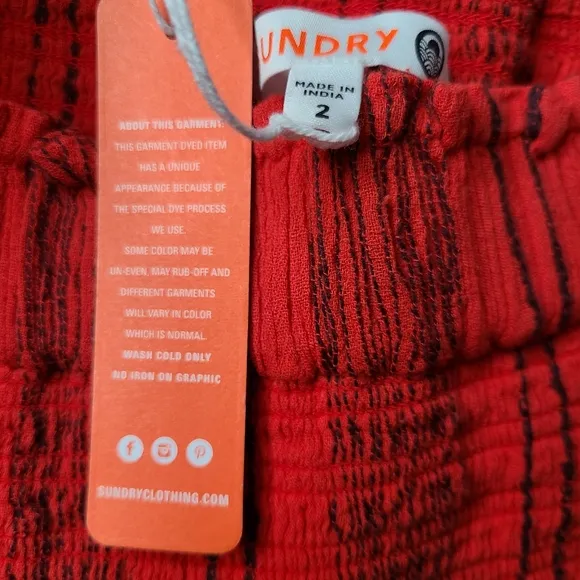 UNDRY
MADE IN
INDIA
2
ABOUT THIS GARMENT:
THIS GARMENT DYED ITEM
HAS A UNIQUE
APPEARANCE BECAUSE OF
THE SPECIAL DYE PROCESS
WE USE.
SOME COLOR MAY BE
UN-EVEN, MAY RUB-OFF AND
DIFFERENT GARMENTS
WILL VARY IN COLOR
WHICH IS NORMAL.
WASH COLD ONLY
NO IRON ON GRAPHIC
SUNDRYCLOTHING.COM